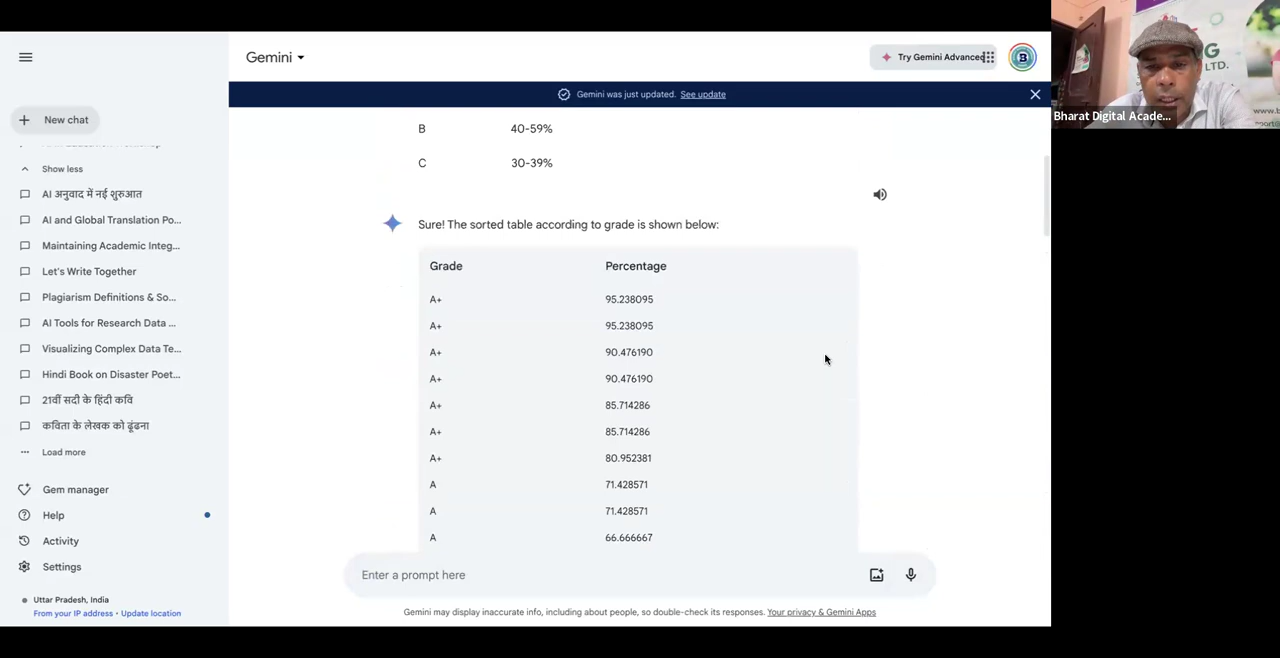 Gemini
Try Gemini Advanced
Gemini was just updated. See update
New chat
Show less
AI अनुवाद में नई शुरुआत
AI and Global Translation Po...
Maintaining Academic Integ...
Let's Write Together
Plagiarism Definitions & So...
AI Tools for Research Data ...
Visualizing Complex Data Te...
Hindi Book on Disaster Poet...
21वीं सदी के हिंदी कवि
कविता के लेखक को ढूंढना
Load more
Gem manager
Help
Activity
Settings
Uttar Pradesh, India
From your IP address • Update location
B 40-59%
C 30-39%
Sure! The sorted table according to grade is shown below:
Grade Percentage
A+ 95.238095
A+ 95.238095
A+ 90.476190
A+ 90.476190
A+ 85.714286
A+ 85.714286
A+ 80.952381
A 71.428571
A 71.428571
A 66.666667
Enter a prompt here
Gemini may display inaccurate info, including about people, so double-check its responses. Your privacy & Gemini Apps
B
G
LTD.
www.b
Bharat Digital Acade...